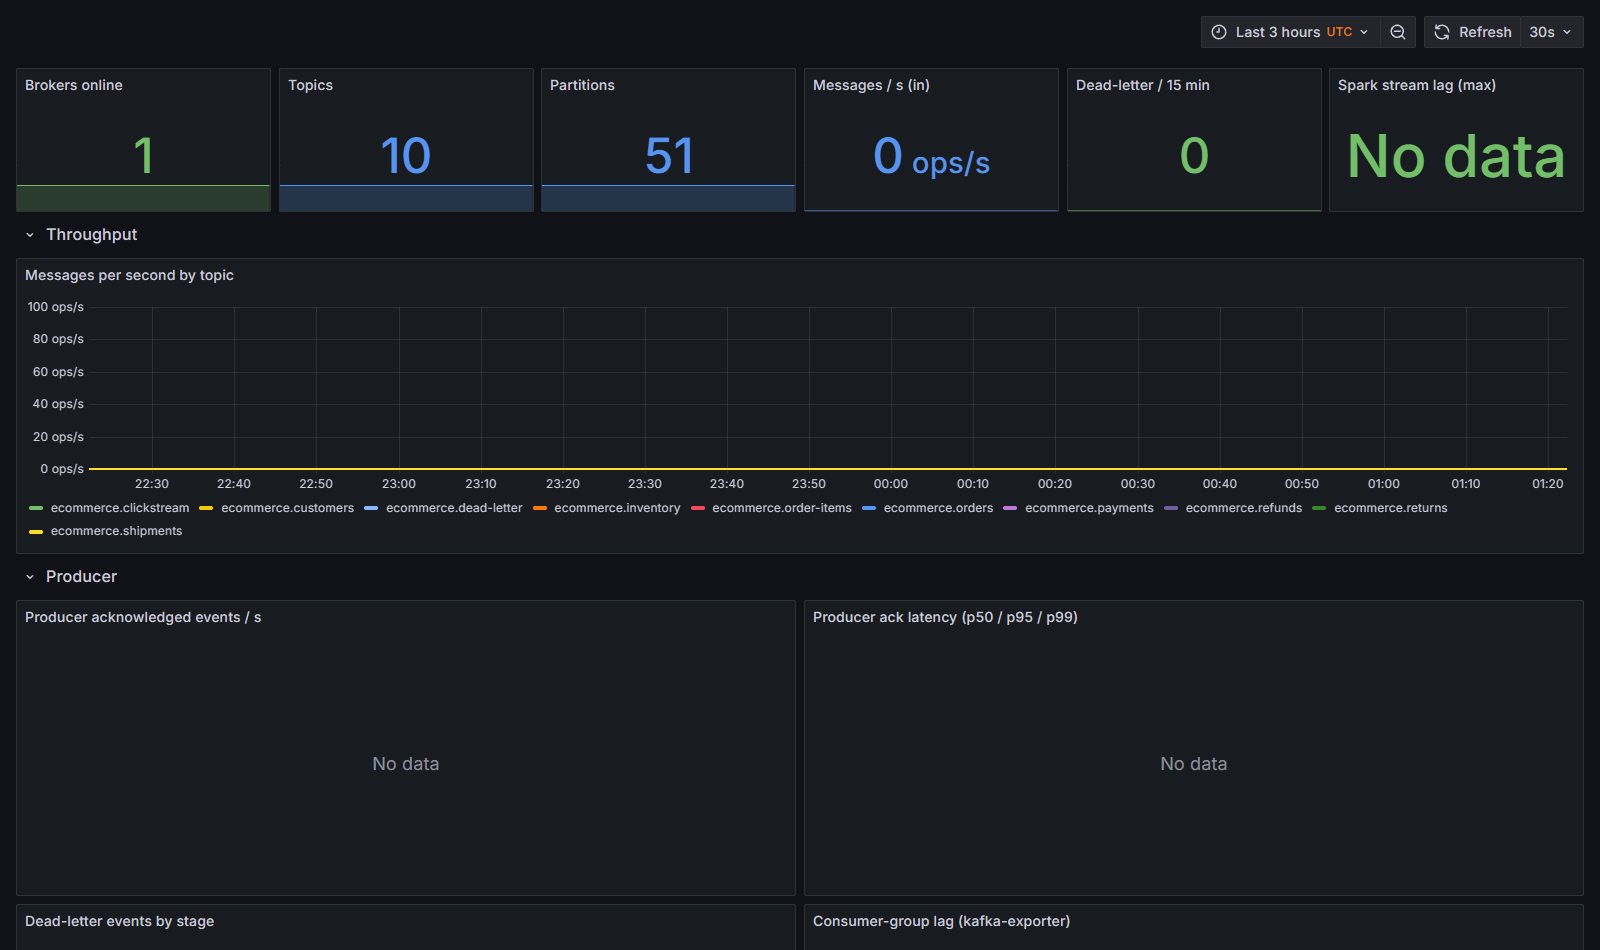 Last 3 hours UTC
Refresh
30s
Brokers online
1
Topics
10
Partitions
51
Messages / s (in)
0 ops/s
Dead-letter / 15 min
0
Spark stream lag (max)
No data
Throughput
Messages per second by topic
100 ops/s
80 ops/s
60 ops/s
40 ops/s
20 ops/s
0 ops/s
22:30 22:40 22:50 23:00 23:10 23:20 23:30 23:40 23:50 00:00 00:10 00:20 00:30 00:40 00:50 01:00 01:10 01:20
ecommerce.clickstream ecommerce.customers ecommerce.dead-letter ecommerce.inventory ecommerce.order-items ecommerce.orders ecommerce.payments ecommerce.refunds ecommerce.returns
ecommerce.shipments
Producer
Producer acknowledged events / s
No data
Producer ack latency (p50 / p95 / p99)
No data
Dead-letter events by stage
Consumer-group lag (kafka-exporter)